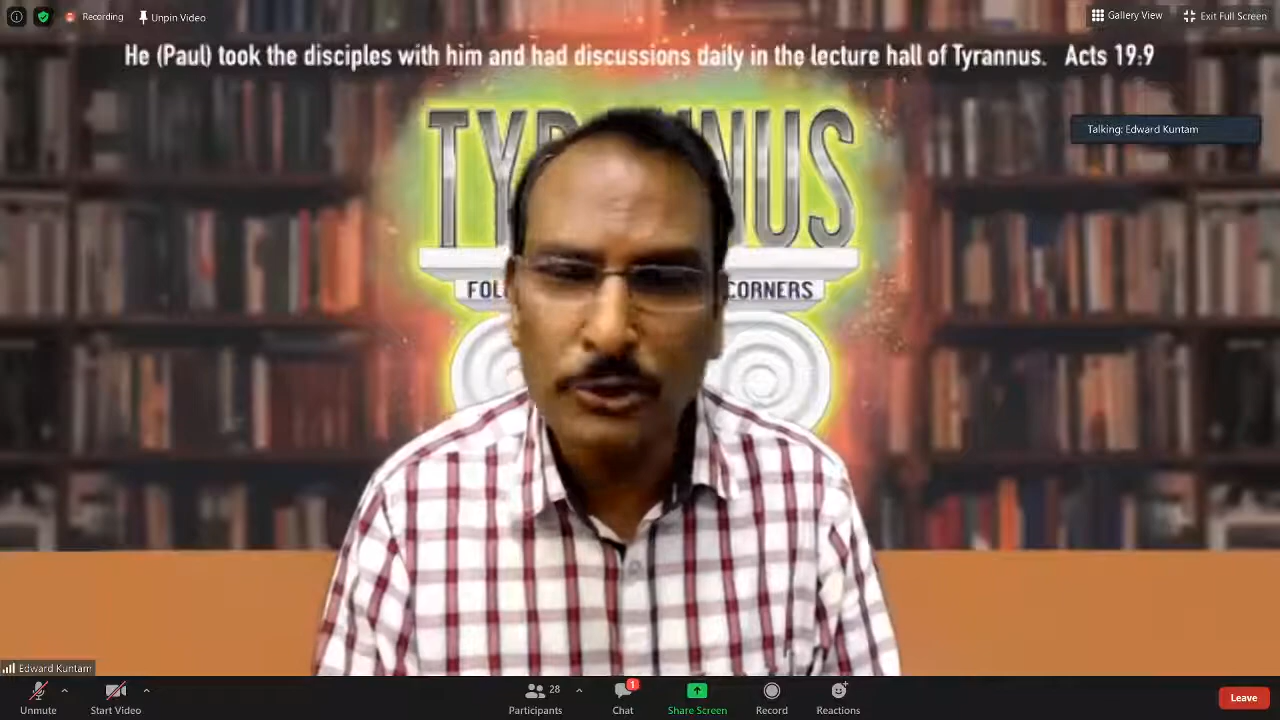 Recording
Unpin Video
Gallery View
Exit Full Screen
He (Paul) took the disciples with him and had discussions daily in the lecture hall of Tyrannus. Acts 19:9
Talking: Edward Kuntam
TY NUS
FOL CORNERS
Edward Kuntam
Unmute
Start Video
28
Participants
1
Chat
Share Screen
Record
Reactions
Leave